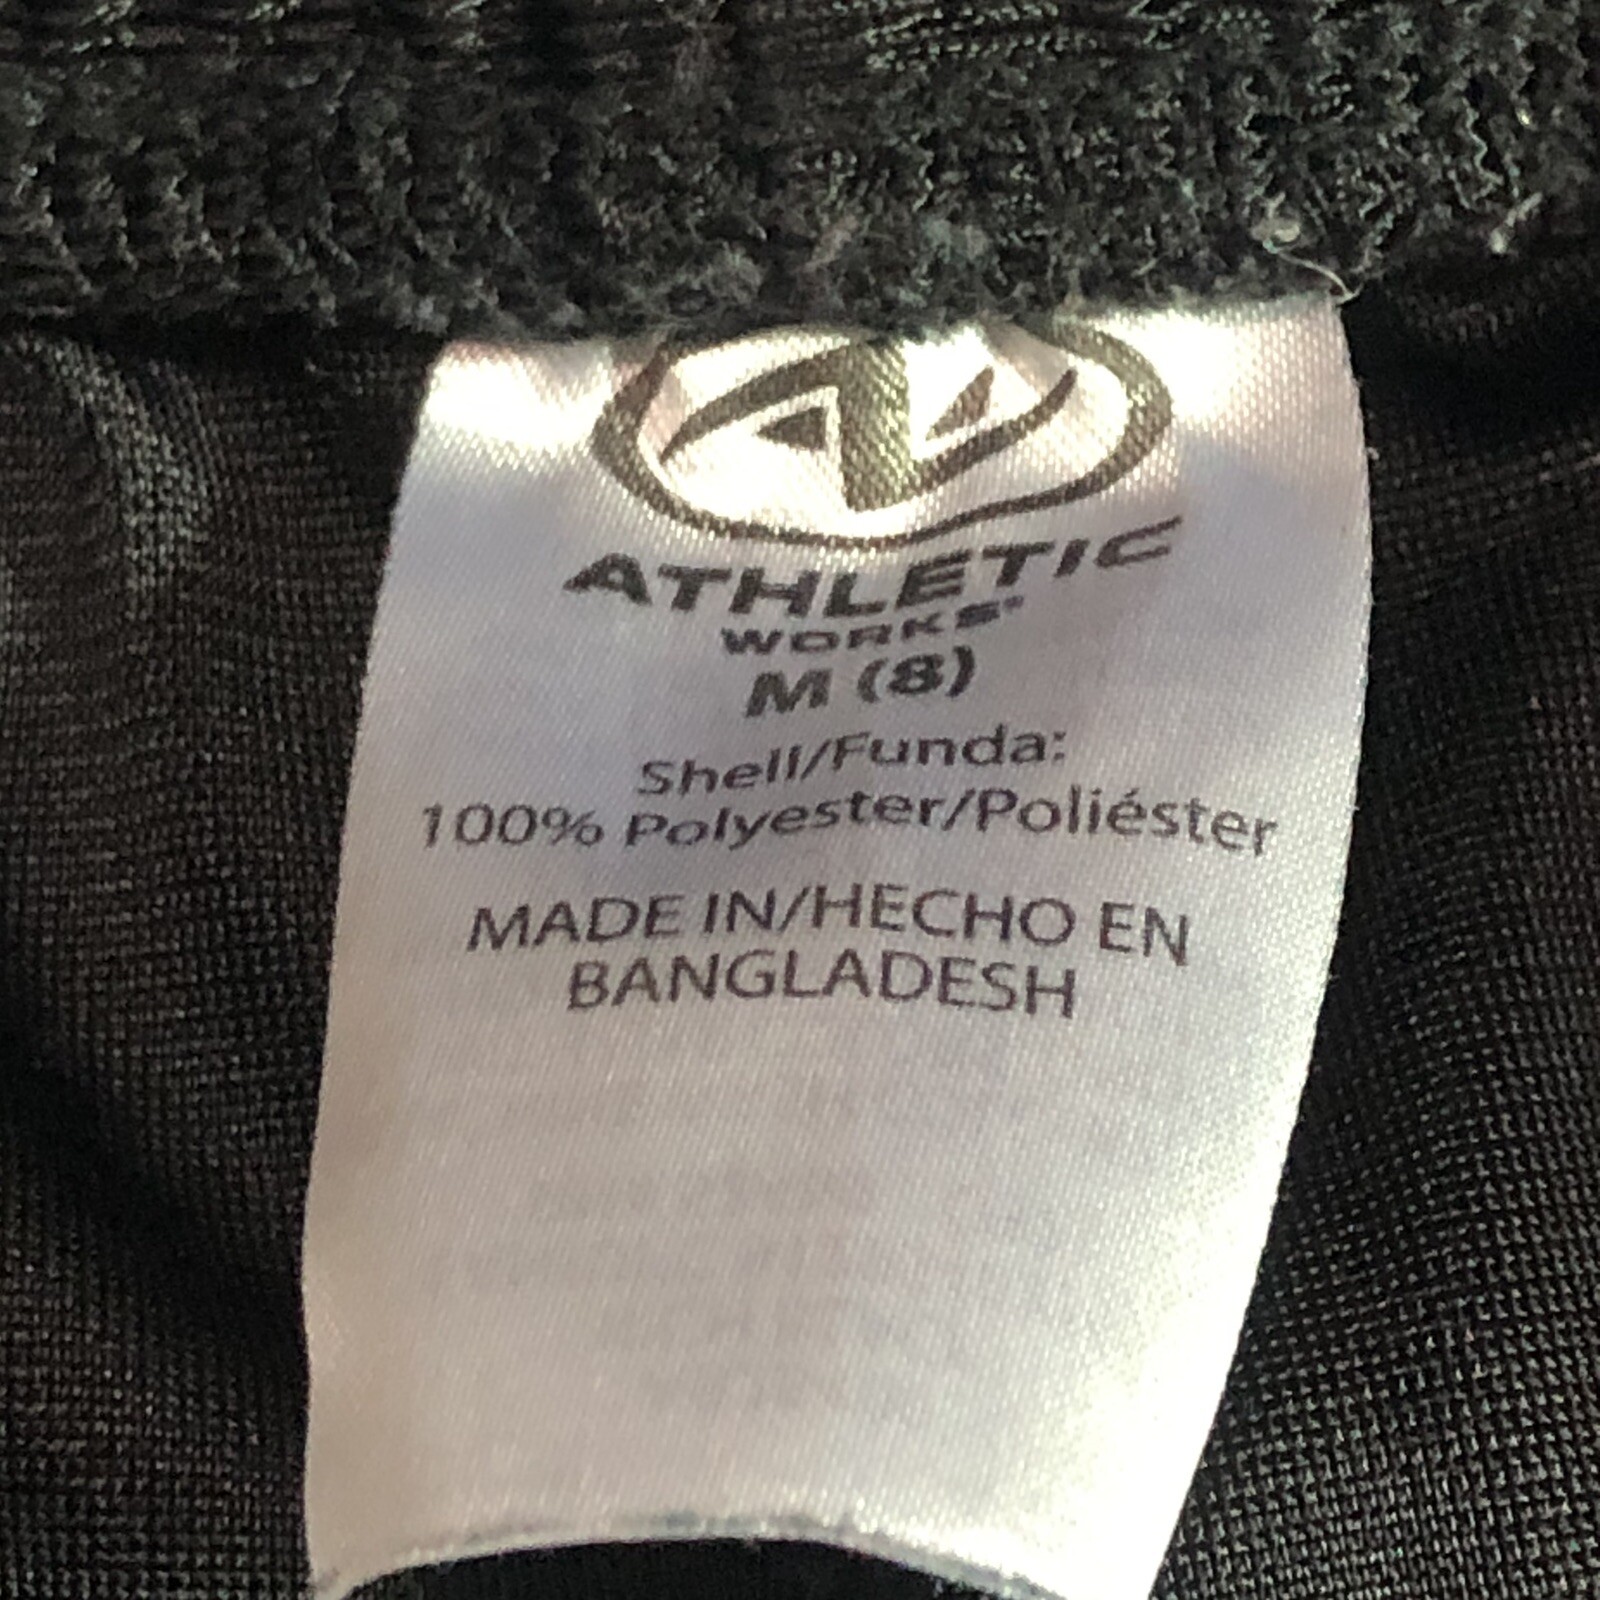 ATHLETIC
WORKS®
M (8)
Shell/Funda:
100% Polyester/Poliéster
MADE IN/HECHO EN
BANGLADESH